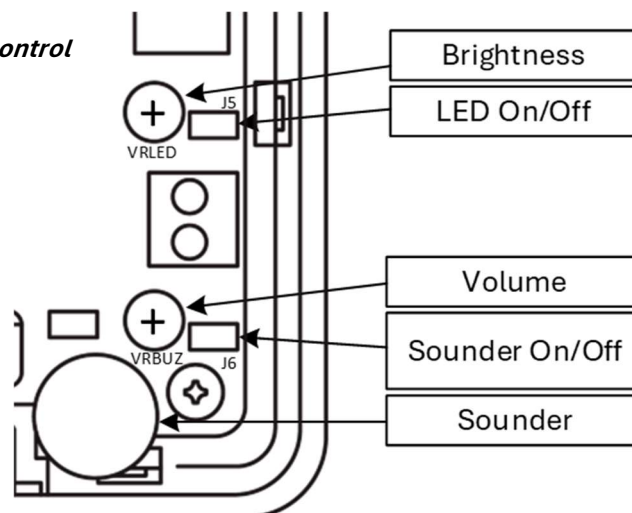 ontrol
Brightness
J5
LED On/Off
VRLED
Volume
VRBUZ
J6
Sounder On/Off
Sounder